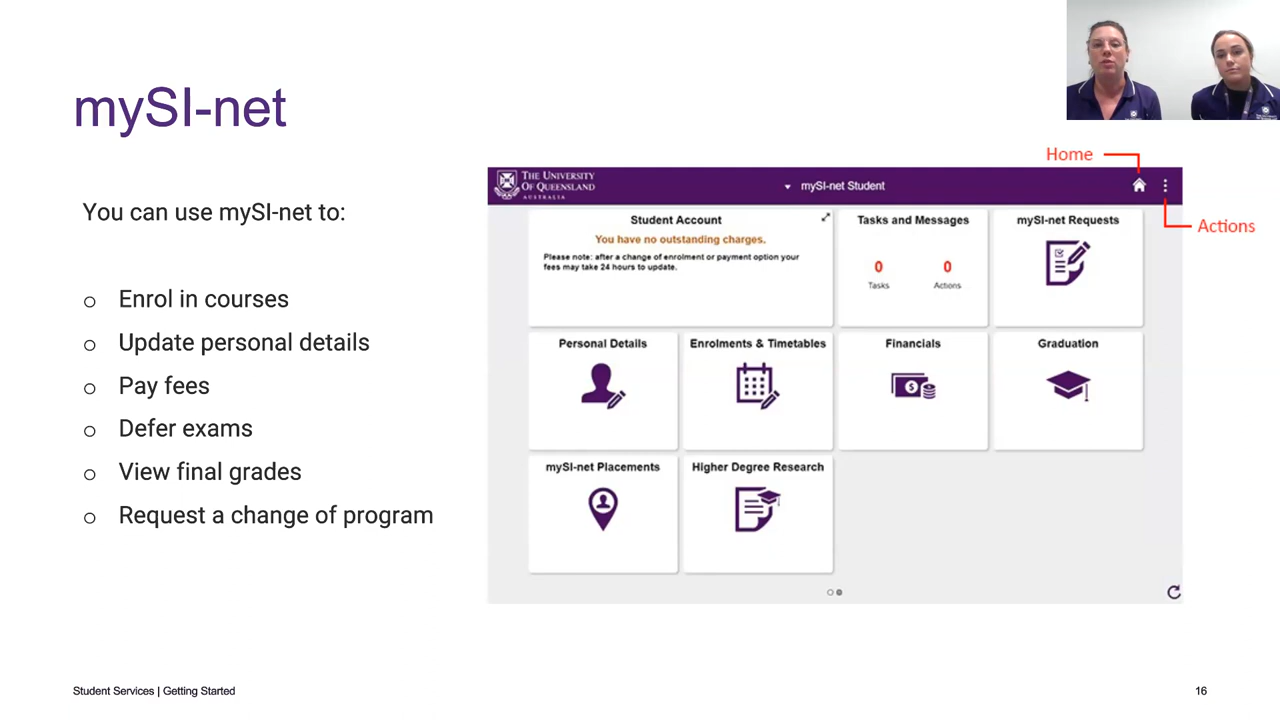 mySI-net
You can use mySI-net to:
Enrol in courses
Update personal details
Pay fees
Defer exams
View final grades
Request a change of program
Home
Actions
THE UNIVERSITY
OF QUEENSLAND
AUSTRALIA
mySI-net Student
Student Account
You have no outstanding charges.
Please note: after a change of enrolment or payment option your
fees may take 24 hours to update.
Tasks and Messages
0 0
Tasks Actions
mySI-net Requests
Personal Details
Enrolments & Timetables
Financials
Graduation
mySI-net Placements
Higher Degree Research
Student Services | Getting Started
16